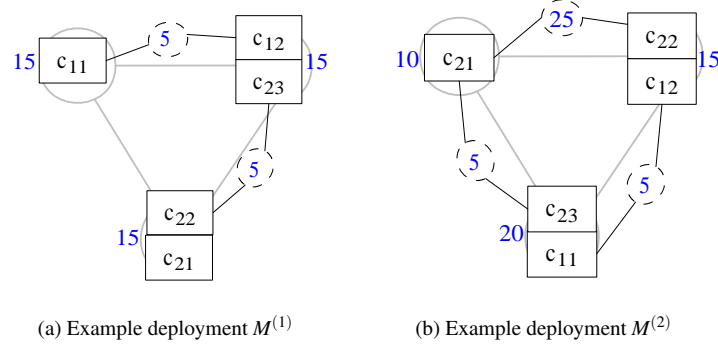 15 c₁₁ 5 c₁₂ 15
c₂₃
5
c₂₂
15
c₂₁
(a) Example deployment M⁽¹⁾
25 c₂₂
10 c₂₁ 15
c₁₂
5 5
c₂₃
20
c₁₁
(b) Example deployment M⁽²⁾